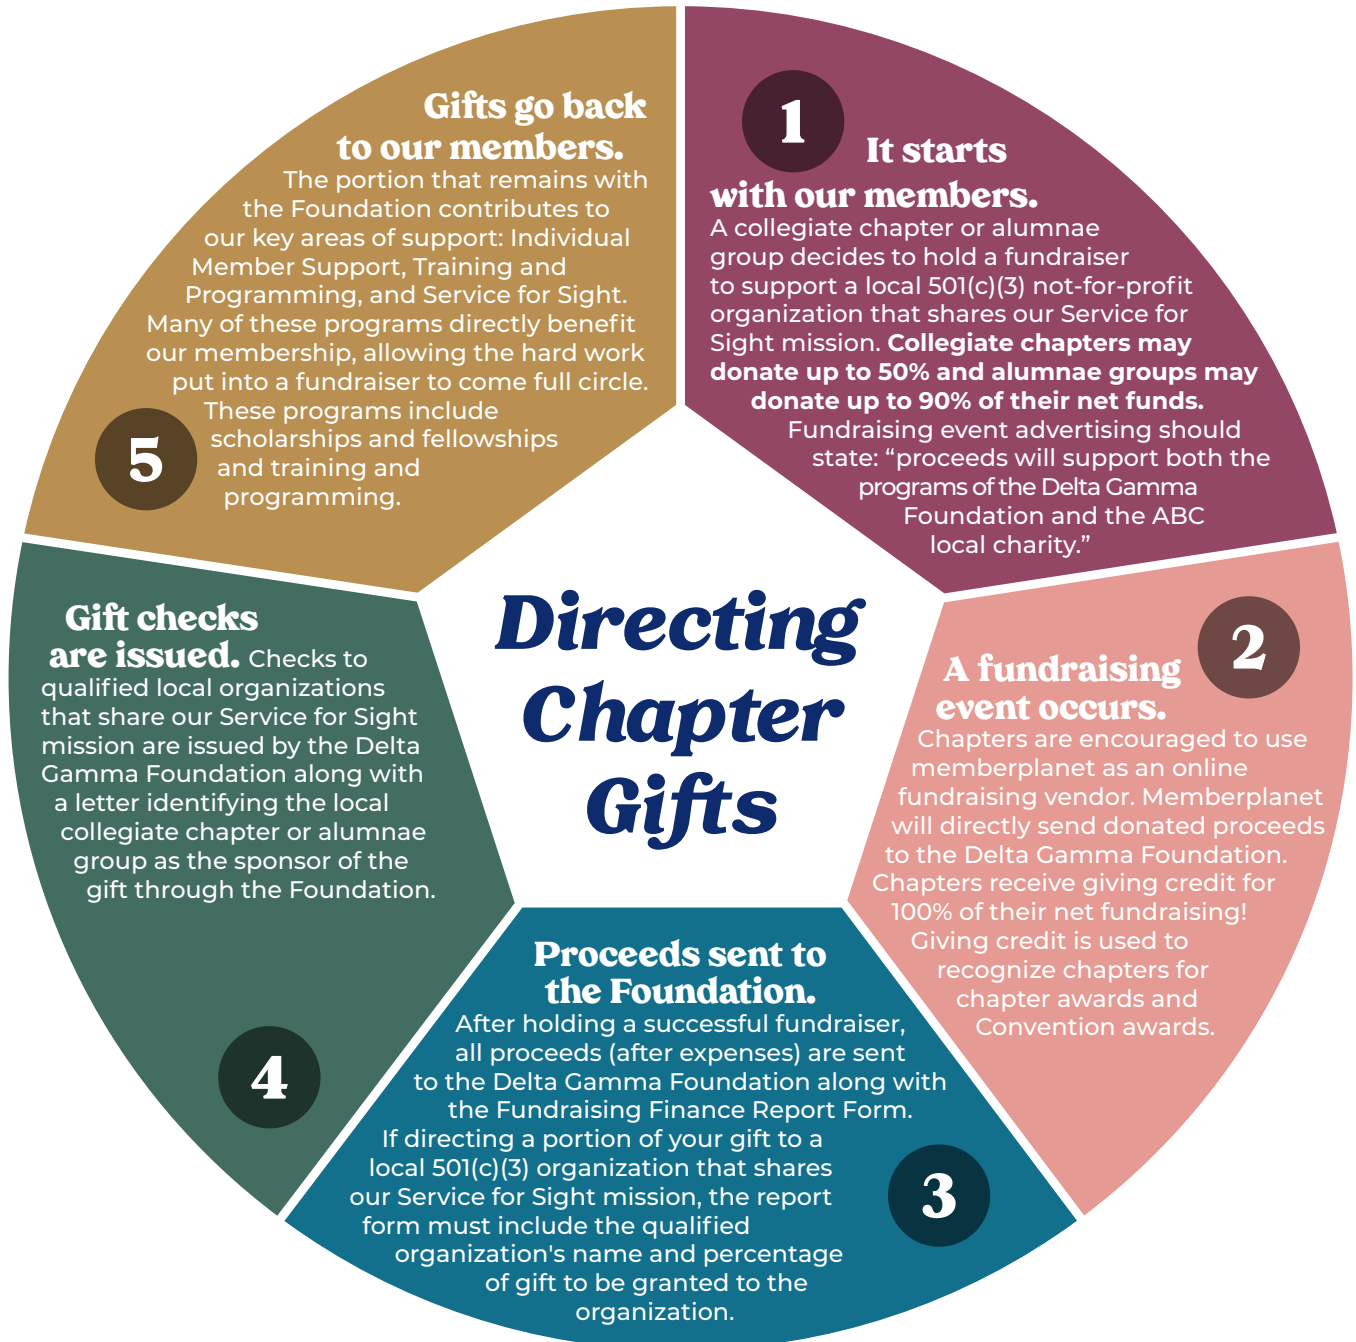 Directing
Chapter
Gifts
1
It starts
with our members.
A collegiate chapter or alumnae
group decides to hold a fundraiser
to support a local 501(c)(3) not-for-profit
organization that shares our Service for
Sight mission. Collegiate chapters may
donate up to 50% and alumnae groups may
donate up to 90% of their net funds.
Fundraising event advertising should
state: “proceeds will support both the
programs of the Delta Gamma
Foundation and the ABC
local charity.”
2
A fundraising
event occurs.
Chapters are encouraged to use
memberplanet as an online
fundraising vendor. Memberplanet
will directly send donated proceeds
to the Delta Gamma Foundation.
Chapters receive giving credit for
100% of their net fundraising!
Giving credit is used to
recognize chapters for
chapter awards and
Convention awards.
Proceeds sent to
the Foundation.
After holding a successful fundraiser,
all proceeds (after expenses) are sent
to the Delta Gamma Foundation along with
the Fundraising Finance Report Form.
If directing a portion of your gift to a
local 501(c)(3) organization that shares
our Service for Sight mission, the report
form must include the qualified
organization's name and percentage
of gift to be granted to the
organization.
3
Gift checks
are issued. Checks to
qualified local organizations
that share our Service for Sight
mission are issued by the Delta
Gamma Foundation along with
a letter identifying the local
collegiate chapter or alumnae
group as the sponsor of the
gift through the Foundation.
4
Gifts go back
to our members.
The portion that remains with
the Foundation contributes to
our key areas of support: Individual
Member Support, Training and
Programming, and Service for Sight.
Many of these programs directly benefit
our membership, allowing the hard work
put into a fundraiser to come full circle.
These programs include
scholarships and fellowships
and training and
programming.
5